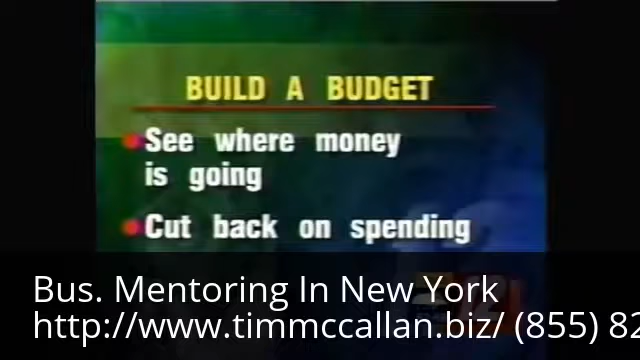 BUILD A BUDGET
See where money
is going
Cut back on spending
Bus. Mentoring In New York
http://www.timmccallan.biz/ (855) 82